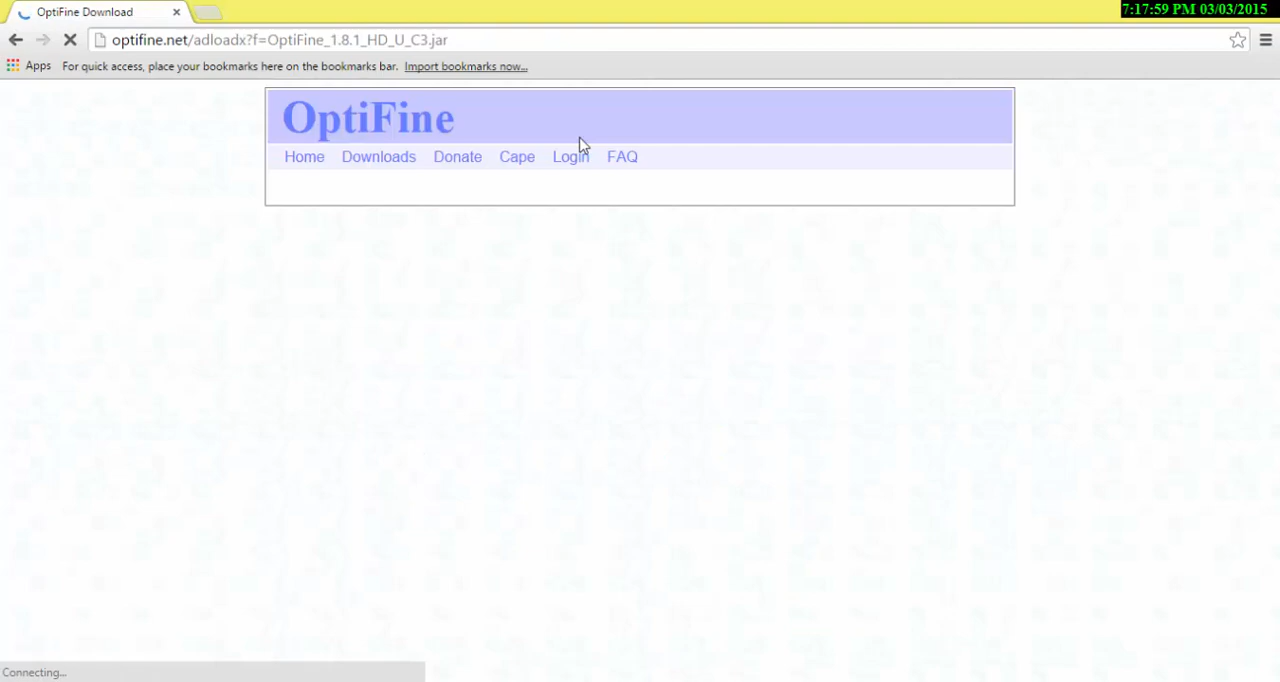 OptiFine Download
7:17:59 PM 03/03/2015
optifine.net/adloadx?f=OptiFine_1.8.1_HD_U_C3.jar
Apps For quick access, place your bookmarks here on the bookmarks bar. Import bookmarks now...
OptiFine
Home Downloads Donate Cape Login FAQ
Connecting...